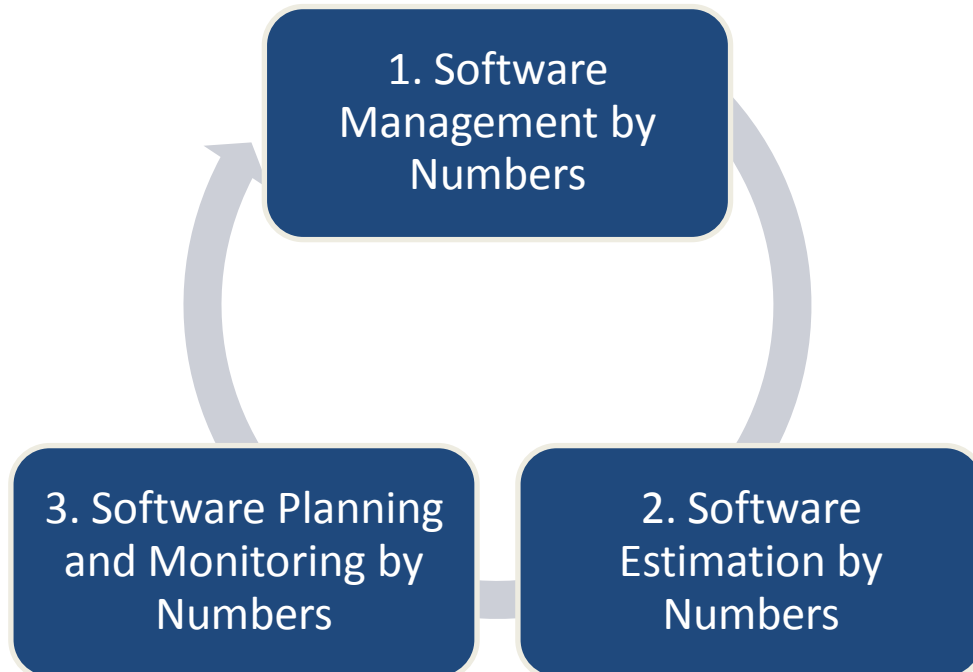 1. Software
Management by
Numbers
2. Software
Estimation by
Numbers
3. Software Planning
and Monitoring by
Numbers